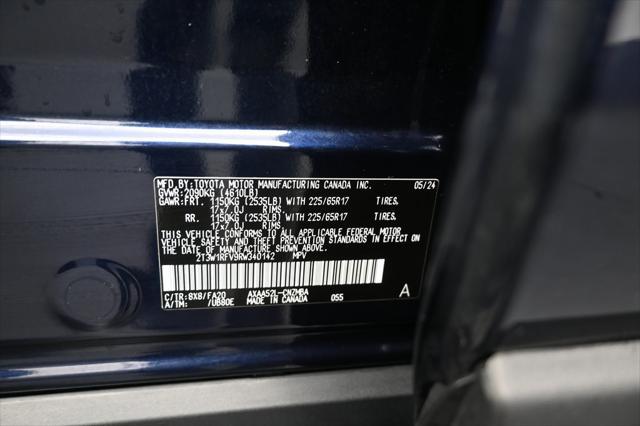 MFD. BY: TOYOTA MOTOR MANUFACTURING CANADA INC. 05/24
GVWR: 2090KG (4610LB)
GAWR: FRT. 1150KG (2535LB) WITH 225/65R17 TIRES,
17x7.0J RIMS,
RR. 1150KG (2535LB) WITH 225/65R17 TIRES,
17x7.0J RIMS,
THIS VEHICLE CONFORMS TO ALL APPLICABLE FEDERAL MOTOR
VEHICLE SAFETY AND THEFT PREVENTION STANDARDS IN EFFECT
ON THE DATE OF MANUFACTURE SHOWN ABOVE.
2T3W1RFV9RW340142 MPV
C/TR: 8X8/FA20 AXAA52L-CNZMBA
A/TM: /UB80E MADE IN CANADA 055 A